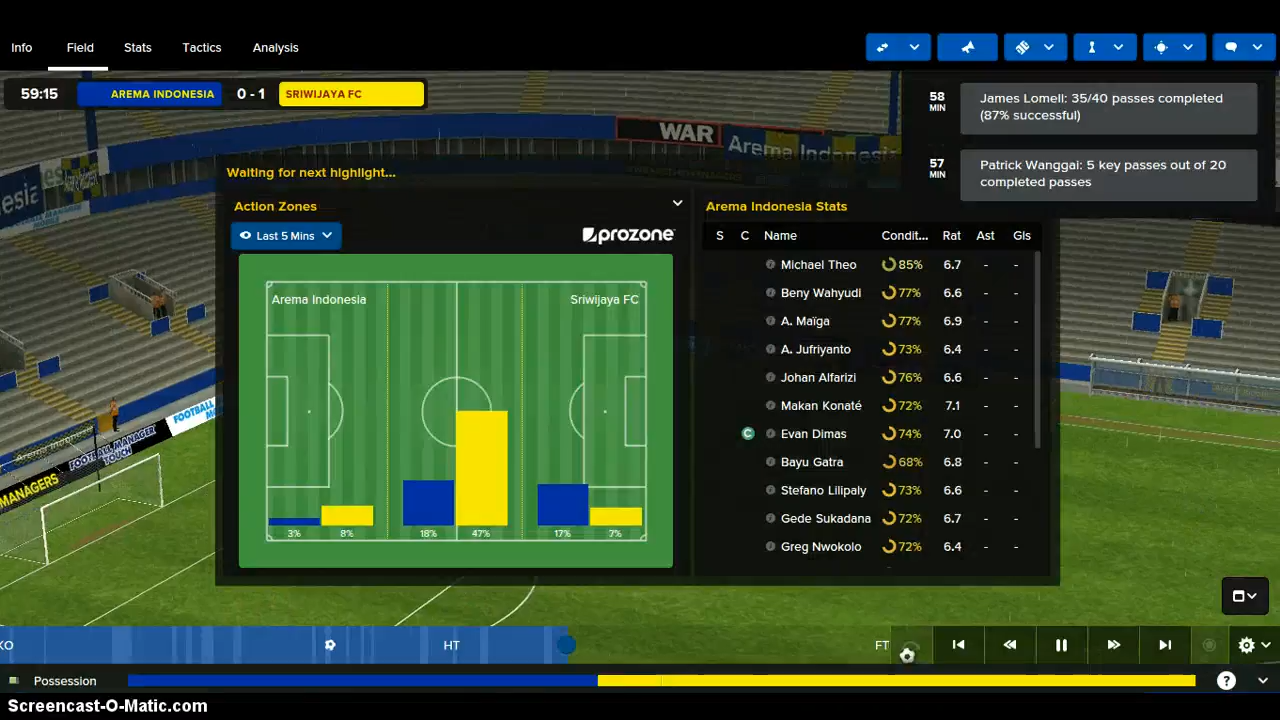 Info Field Stats Tactics Analysis
59:15 AREMA INDONESIA 0 - 1 SRIWIJAYA FC
58 MIN James Lomell: 35/40 passes completed
(87% successful)
57 MIN Patrick Wanggai: 5 key passes out of 20
completed passes
WAR Arema Indonesia
Waiting for next highlight...
Action Zones
Last 5 Mins
prozone
Arema Indonesia Sriwijaya FC
3% 8% 18% 47% 17% 7%
Arema Indonesia Stats
S C Name Condit... Rat Ast Gls
Michael Theo 85% 6.7 - -
Beny Wahyudi 77% 6.6 - -
A. Maïga 77% 6.9 - -
A. Jufriyanto 73% 6.4 - -
Johan Alfarizi 76% 6.6 - -
Makan Konaté 72% 7.1 - -
C Evan Dimas 74% 7.0 - -
Bayu Gatra 68% 6.8 - -
Stefano Lilipaly 73% 6.6 - -
Gede Sukadana 72% 6.7 - -
Greg Nwokolo 72% 6.4 - -
nesia
MANAGERS
FOOTBALL MANAGER
TOUCH
FOOTBALL
KO HT FT
Possession
?
Screencast-O-Matic.com